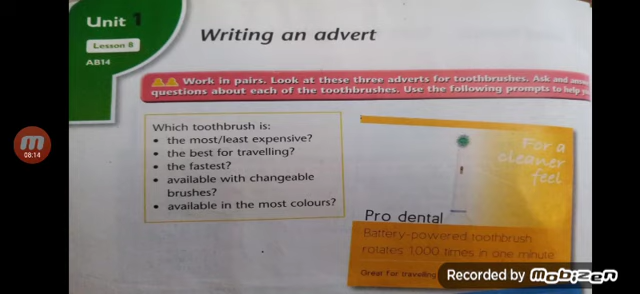 Unit 1
Lesson 8
AB14
Writing an advert
Work in pairs. Look at these three adverts for toothbrushes. Ask and
questions about each of the toothbrushes. Use the following prompts to help
Which toothbrush is:
• the most/least expensive?
• the best for travelling?
• the fastest?
• available with changeable
brushes?
• available in the most colours?
For a
cleaner
feel
Pro dental
Battery-powered toothbrush
rotates 1000 times in one minute
Great for travelling
08:14
Recorded by Mobizen